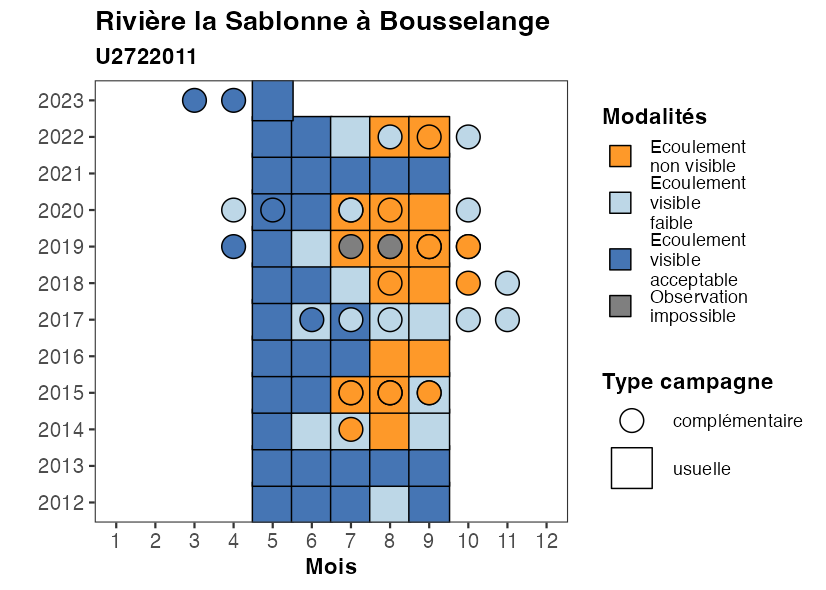 Rivière la Sablonne à Bousselange
U2722011
2023
2022
2021
2020
2019
2018
2017
2016
2015
2014
2013
2012
1 2 3 4 5 6 7 8 9 10 11 12
Mois
Modalités
Ecoulement
non visible
Ecoulement
visible
faible
Ecoulement
visible
acceptable
Observation
impossible
Type campagne
complémentaire
usuelle